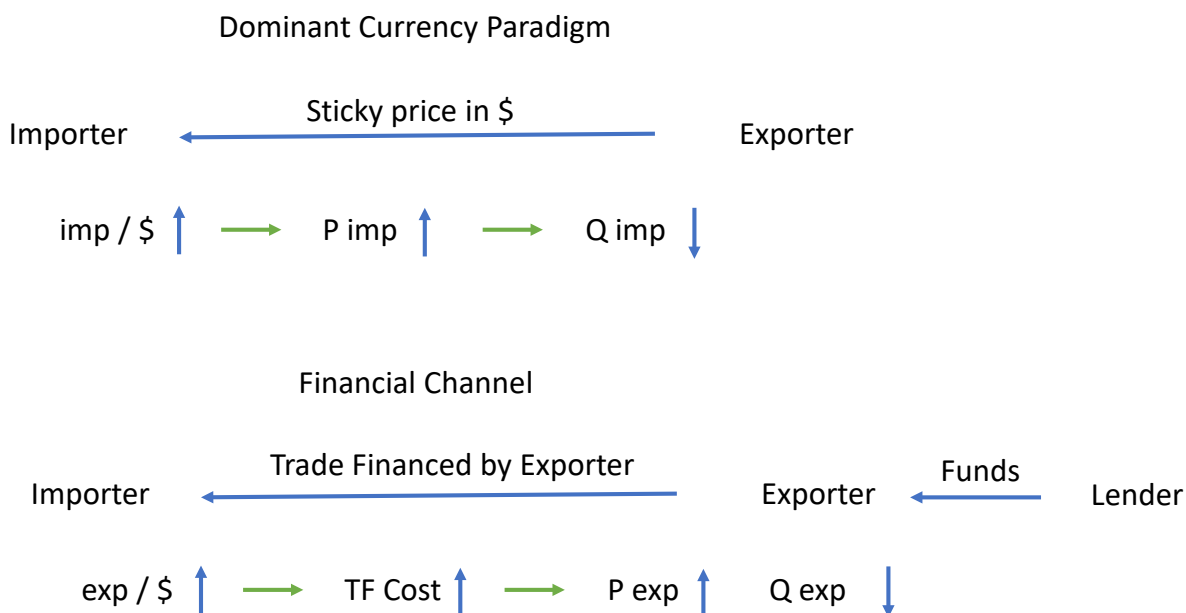 Dominant Currency Paradigm
Sticky price in $
Importer Exporter
imp / $ P imp Q imp
Financial Channel
Trade Financed by Exporter Funds
Importer Exporter Lender
exp / $ TF Cost P exp Q exp